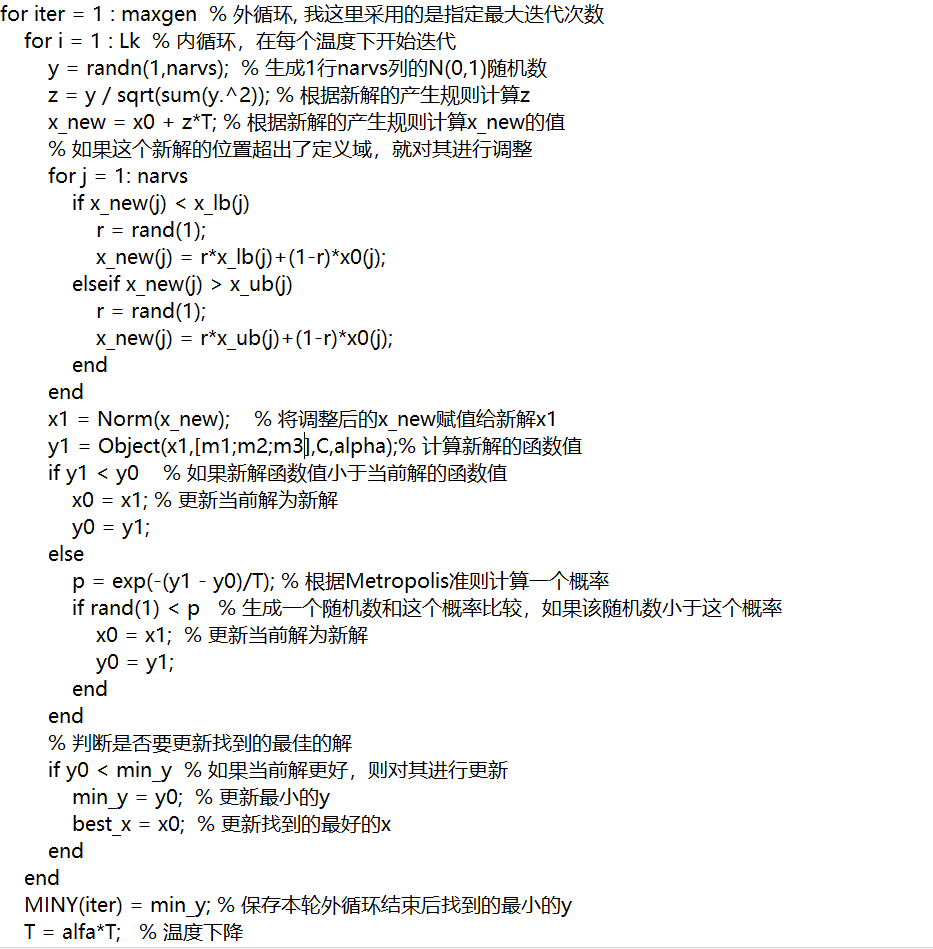 for iter = 1 : maxgen  % 外循环, 我这里采用的是指定最大迭代次数
    for i = 1 : Lk  % 内循环，在每个温度下开始迭代
        y = randn(1,narvs);  % 生成1行narvs列的N(0,1)随机数
        z = y / sqrt(sum(y.^2)); % 根据新解的产生规则计算z
        x_new = x0 + z*T; % 根据新解的产生规则计算x_new的值
        % 如果这个新解的位置超出了定义域，就对其进行调整
        for j = 1: narvs
            if x_new(j) < x_lb(j)
                r = rand(1);
                x_new(j) = r*x_lb(j)+(1-r)*x0(j);
            elseif x_new(j) > x_ub(j)
                r = rand(1);
                x_new(j) = r*x_ub(j)+(1-r)*x0(j);
            end
        end
        x1 = Norm(x_new);    % 将调整后的x_new赋值给新解x1
        y1 = Object(x1,[m1;m2;m3],C,alpha);% 计算新解的函数值
        if y1 < y0    % 如果新解函数值小于当前解的函数值
            x0 = x1; % 更新当前解为新解
            y0 = y1;
        else
            p = exp(-(y1 - y0)/T); % 根据Metropolis准则计算一个概率
            if rand(1) < p   % 生成一个随机数和这个概率比较，如果该随机数小于这个概率
                x0 = x1;  % 更新当前解为新解
                y0 = y1;
            end
        end
        % 判断是否要更新找到的最佳的解
        if y0 < min_y  % 如果当前解更好，则对其进行更新
            min_y = y0;  % 更新最小的y
            best_x = x0;  % 更新找到的最好的x
        end
    end
    MINY(iter) = min_y; % 保存本轮外循环结束后找到的最小的y
    T = alfa*T;   % 温度下降